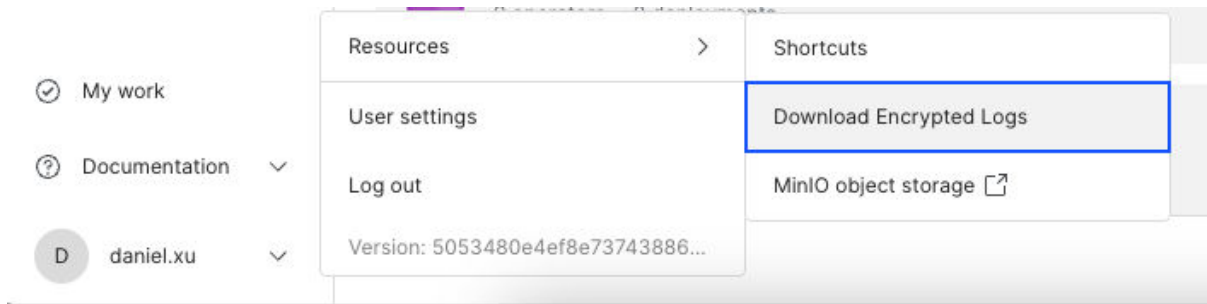 My work
Documentation
D
daniel.xu
Resources
User settings
Log out
Version: 5053480e4ef8e73743886...
Shortcuts
Download Encrypted Logs
MinIO object storage